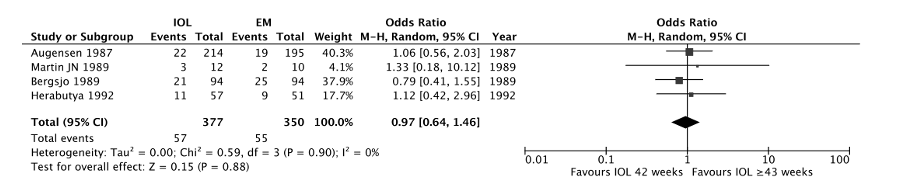 IOL EM Odds Ratio Odds Ratio
Study or Subgroup Events Total Events Total Weight M-H, Random, 95% CI Year M-H, Random, 95% CI
Augensen 1987 22 214 19 195 40.3% 1.06 [0.56, 2.03] 1987
Martin JN 1989 3 12 2 10 4.1% 1.33 [0.18, 10.12] 1989
Bergsjo 1989 21 94 25 94 37.9% 0.79 [0.41, 1.55] 1989
Herabutya 1992 11 57 9 51 17.7% 1.12 [0.42, 2.96] 1992
Total (95% CI) 377 350 100.0% 0.97 [0.64, 1.46]
Total events 57 55
Heterogeneity: Tau² = 0.00; Chi² = 0.59, df = 3 (P = 0.90); I² = 0%
Test for overall effect: Z = 0.15 (P = 0.88)
0.01 0.1 1 10 100
Favours IOL 42 weeks Favours IOL ≥43 weeks